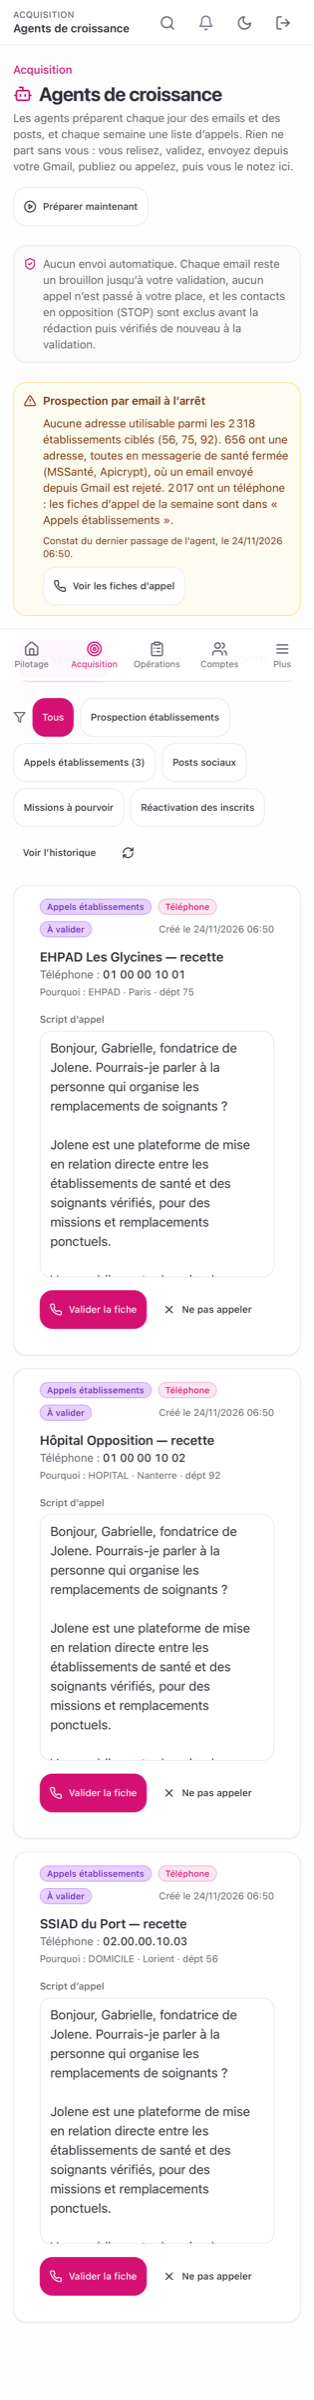 ACQUISITION
Agents de croissance
Acquisition
Agents de croissance
Les agents préparent chaque jour des emails et des
posts, et chaque semaine une liste d’appels. Rien ne
part sans vous : vous relisez, validez, envoyez depuis
votre Gmail, publiez ou appelez, puis vous le notez ici.
Préparer maintenant
Aucun envoi automatique. Chaque email reste
un brouillon jusqu’à votre validation, aucun
appel n’est passé à votre place, et les contacts
en opposition (STOP) sont exclus avant la
rédaction puis vérifiés de nouveau à la
validation.
Prospection par email à l’arrêt
Aucune adresse utilisable parmi les 2 318
établissements ciblés (56, 75, 92). 656 ont une
adresse, toutes en messagerie de santé fermée
(MSSanté, Apicrypt), où un email envoyé
depuis Gmail est rejeté. 2 017 ont un téléphone
: les fiches d’appel de la semaine sont dans «
Appels établissements ».
Constat du dernier passage de l’agent, le 24/11/2026
06:50.
Voir les fiches d’appel
Pilotage
Acquisition
Opérations
Comptes
Plus
Tous
Prospection établissements
Appels établissements (3)
Posts sociaux
Missions à pourvoir
Réactivation des inscrits
Voir l’historique
Appels établissements
Téléphone
À valider
Créé le 24/11/2026 06:50
EHPAD Les Glycines — recette
Téléphone : 01 00 00 10 01
Pourquoi : EHPAD · Paris · dépt 75
Script d’appel
Bonjour, Gabrielle, fondatrice de
Jolene. Pourrais-je parler à la
personne qui organise les
remplacements de soignants ?
Jolene est une plateforme de mise
en relation directe entre les
établissements de santé et des
soignants vérifiés, pour des
missions et remplacements
ponctuels.
Valider la fiche
Ne pas appeler
Appels établissements
Téléphone
À valider
Créé le 24/11/2026 06:50
Hôpital Opposition — recette
Téléphone : 01 00 00 10 02
Pourquoi : HOPITAL · Nanterre · dépt 92
Script d’appel
Bonjour, Gabrielle, fondatrice de
Jolene. Pourrais-je parler à la
personne qui organise les
remplacements de soignants ?
Jolene est une plateforme de mise
en relation directe entre les
établissements de santé et des
soignants vérifiés, pour des
missions et remplacements
ponctuels.
Valider la fiche
Ne pas appeler
Appels établissements
Téléphone
À valider
Créé le 24/11/2026 06:50
SSIAD du Port — recette
Téléphone : 02.00.00.10.03
Pourquoi : DOMICILE · Lorient · dépt 56
Script d’appel
Bonjour, Gabrielle, fondatrice de
Jolene. Pourrais-je parler à la
personne qui organise les
remplacements de soignants ?
Jolene est une plateforme de mise
en relation directe entre les
établissements de santé et des
soignants vérifiés, pour des
missions et remplacements
ponctuels.
Valider la fiche
Ne pas appeler